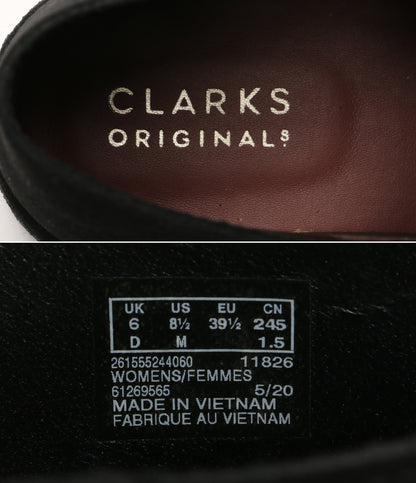 CLARKS
ORIGINALS.
UK US EU CN
6 8½ 39½ 245
D M 1.5
261555244060 11826
WOMENS/FEMMES
61269565 5/20
MADE IN VIETNAM
FABRIQUE AU VIETNAM